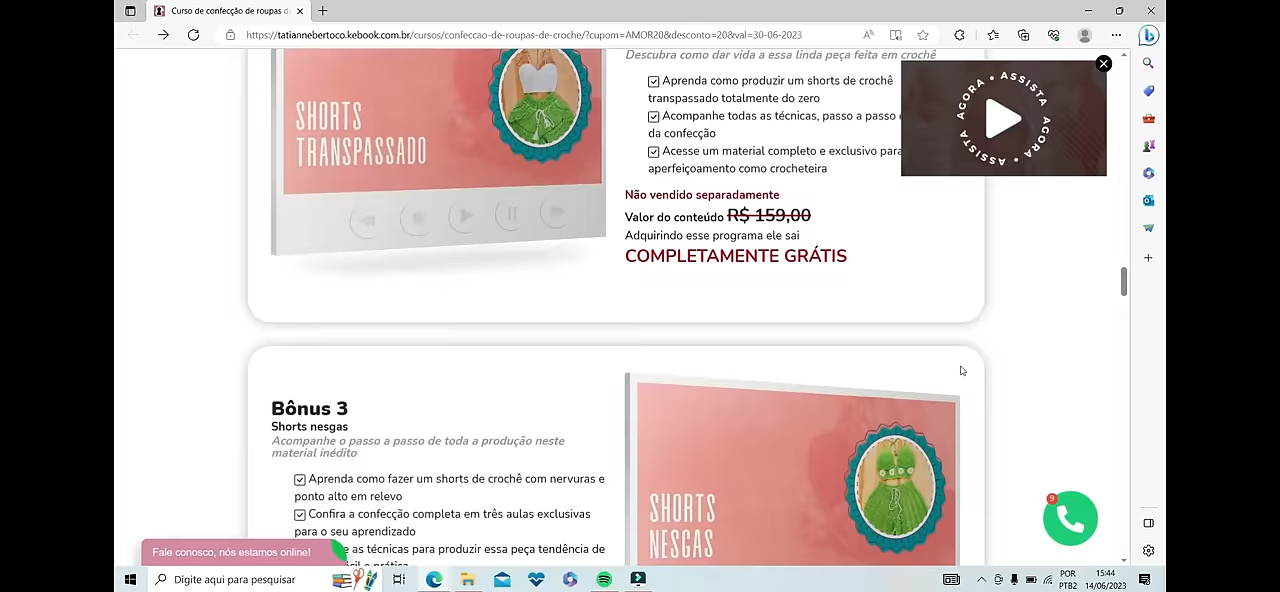 Curso de confecção de roupas d
https://tatiannebertoco.kebook.com.br/cursos/confeccao-de-roupas-de-croche/?cupom=AMOR20&desconto=20&val=30-06-2023
Descubra como dar vida a essa linda peça feita em crochê
Aprenda como produzir um shorts de crochê
transpassado totalmente do zero
Acompanhe todas as técnicas, passo a passo
da confecção
Acesse um material completo e exclusivo para
aperfeiçoamento como crocheteira
ASSISTA AGORA • ASSISTA AGORA •
SHORTS
TRANSPASSADO
Não vendido separadamente
Valor do conteúdo R$ 159,00
Adquirindo esse programa ele sai
COMPLETAMENTE GRÁTIS
Bônus 3
Shorts nesgas
Acompanhe o passo a passo de toda a produção neste
material inédito
Aprenda como fazer um shorts de crochê com nervuras e
ponto alto em relevo
Confira a confecção completa em três aulas exclusivas
para o seu aprendizado
e as técnicas para produzir essa peça tendência de
SHORTS
NESGAS
9
Fale conosco, nós estamos online!
Digite aqui para pesquisar
POR
PTB2
15:44
14/06/2023